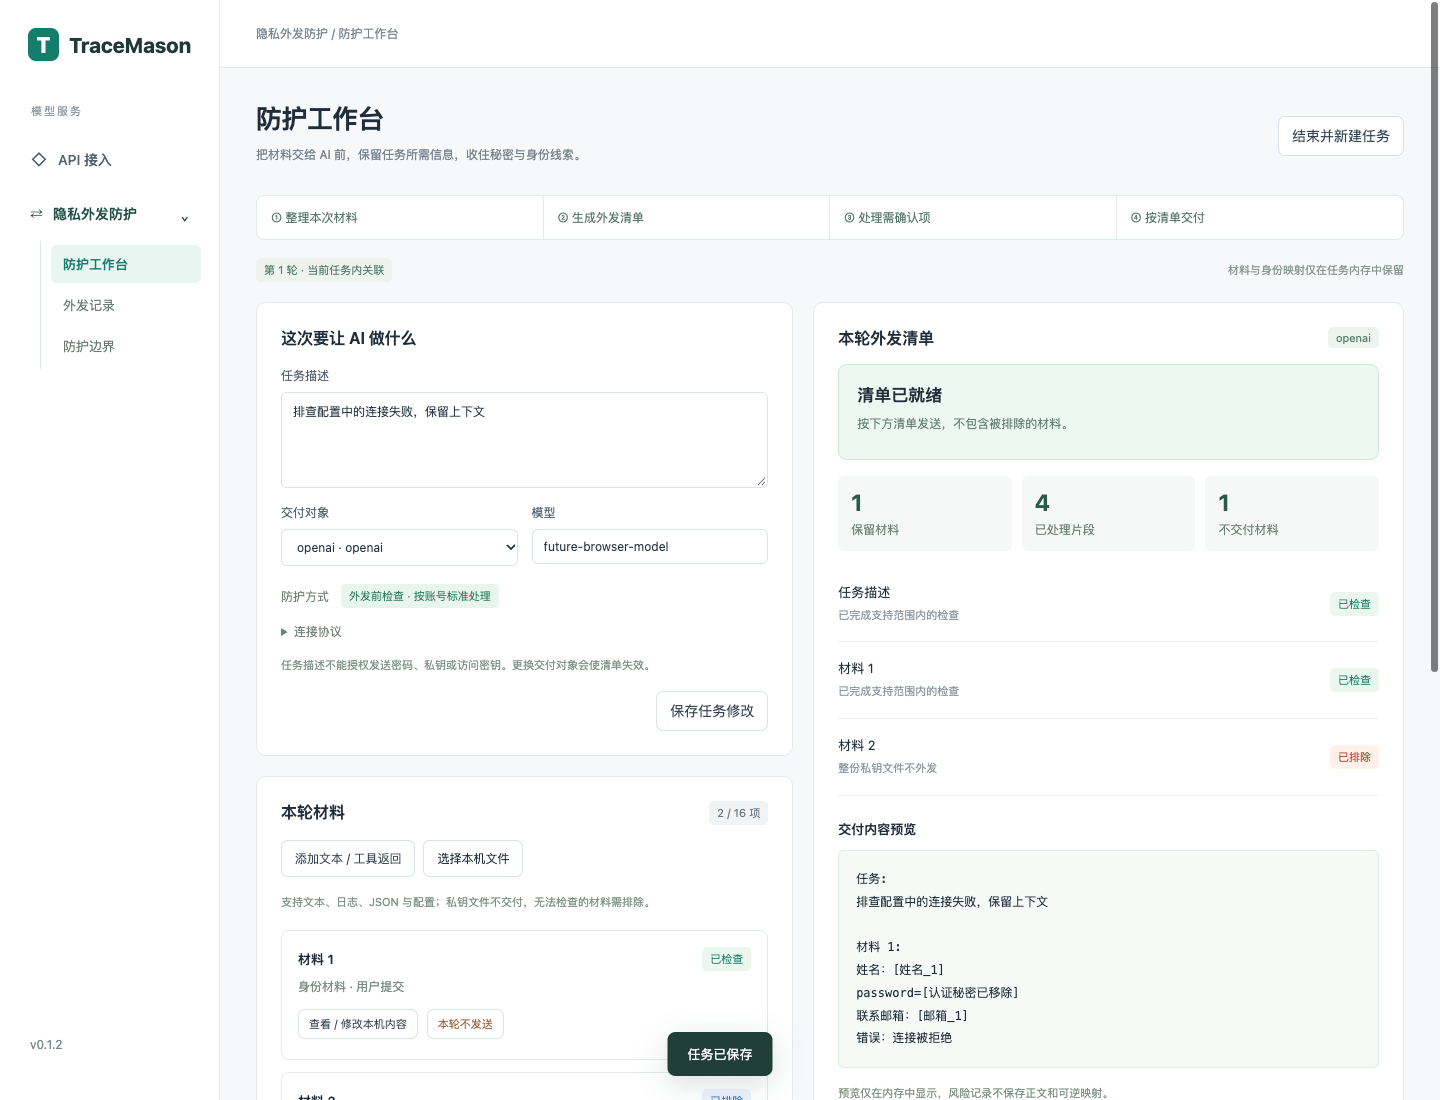 T TraceMason
模型服务
API 接入
隐私外发防护
防护工作台
外发记录
防护边界
v0.1.2
隐私外发防护 / 防护工作台
防护工作台
把材料交给 AI 前，保留任务所需信息，收住秘密与身份线索。
结束并新建任务
① 整理本次材料
② 生成外发清单
③ 处理需确认项
④ 按清单交付
第 1 轮 · 当前任务内关联
材料与身份映射仅在任务内存中保留
这次要让 AI 做什么
任务描述
排查配置中的连接失败，保留上下文
交付对象
模型
openai · openai
future-browser-model
防护方式
外发前检查 · 按账号标准处理
连接协议
任务描述不能授权发送密码、私钥或访问密钥。更换交付对象会使清单失效。
保存任务修改
本轮材料
2 / 16 项
添加文本 / 工具返回
选择本机文件
支持文本、日志、JSON 与配置；私钥文件不交付，无法检查的材料需排除。
材料 1
已检查
身份材料 · 用户提交
查看 / 修改本机内容
本轮不发送
任务已保存
材料 2
已排除
本轮外发清单
openai
清单已就绪
按下方清单发送，不包含被排除的材料。
1
保留材料
4
已处理片段
1
不交付材料
任务描述
已完成支持范围内的检查
已检查
材料 1
已完成支持范围内的检查
已检查
材料 2
整份私钥文件不外发
已排除
交付内容预览
任务:
排查配置中的连接失败，保留上下文
材料 1:
姓名：[姓名_1]
password=[认证秘密已移除]
联系邮箱：[邮箱_1]
错误：连接被拒绝
预览仅在内存中显示，风险记录不保存正文和可逆映射。